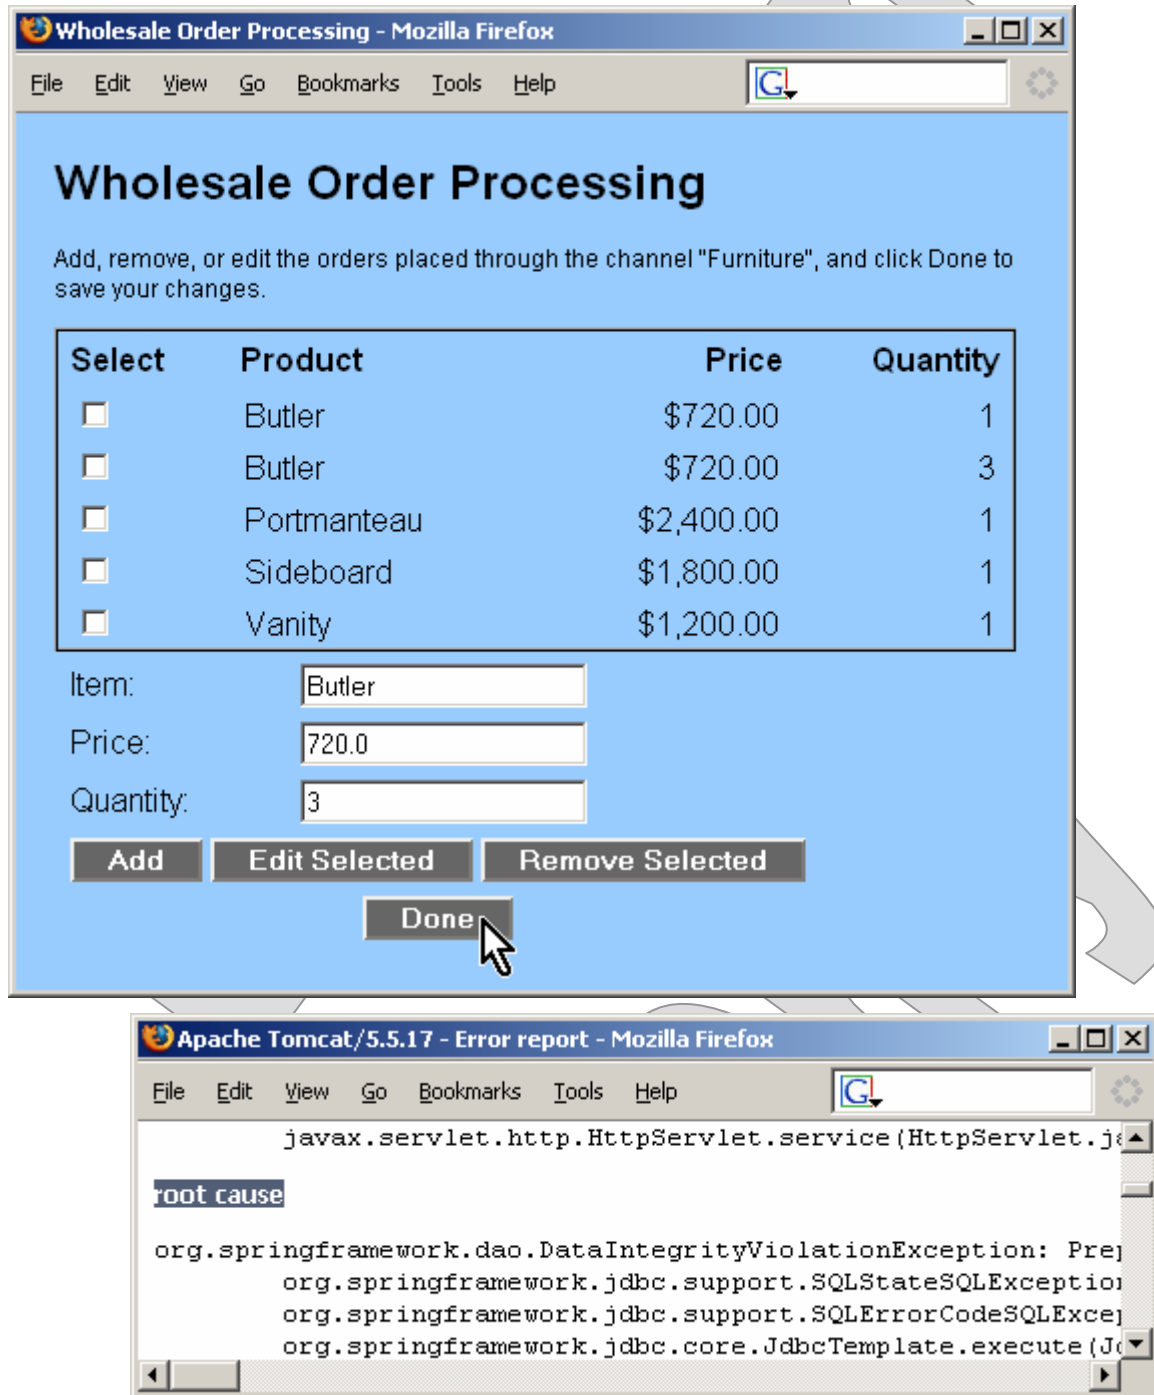 Wholesale Order Processing - Mozilla Firefox
File Edit View Go Bookmarks Tools Help
G
Wholesale Order Processing
Add, remove, or edit the orders placed through the channel "Furniture", and click Done to
save your changes.
Select Product Price Quantity
Butler $720.00 1
Butler $720.00 3
Portmanteau $2,400.00 1
Sideboard $1,800.00 1
Vanity $1,200.00 1
Item: Butler
Price: 720.0
Quantity: 3
Add Edit Selected Remove Selected
Done
Apache Tomcat/5.5.17 - Error report - Mozilla Firefox
File Edit View Go Bookmarks Tools Help
G
javax.servlet.http.HttpServlet.service(HttpServlet.j
root cause
org.springframework.dao.DataIntegrityViolationException: Prep
org.springframework.jdbc.support.SQLStateSQLException
org.springframework.jdbc.support.SQLErrorCodeSQLExcep
org.springframework.jdbc.core.JdbcTemplate.execute(J